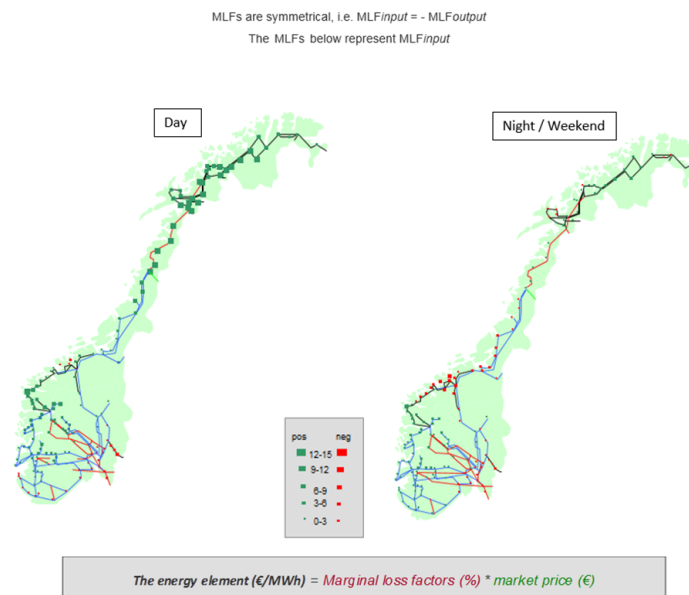 MLFs are symmetrical, i.e. MLFinput = - MLFoutput
The MLFs below represent MLFinput
Day
Night / Weekend
pos neg
12-15
9-12
6-9
3-6
0-3
The energy element (€/MWh) = Marginal loss factors (%) * market price (€)